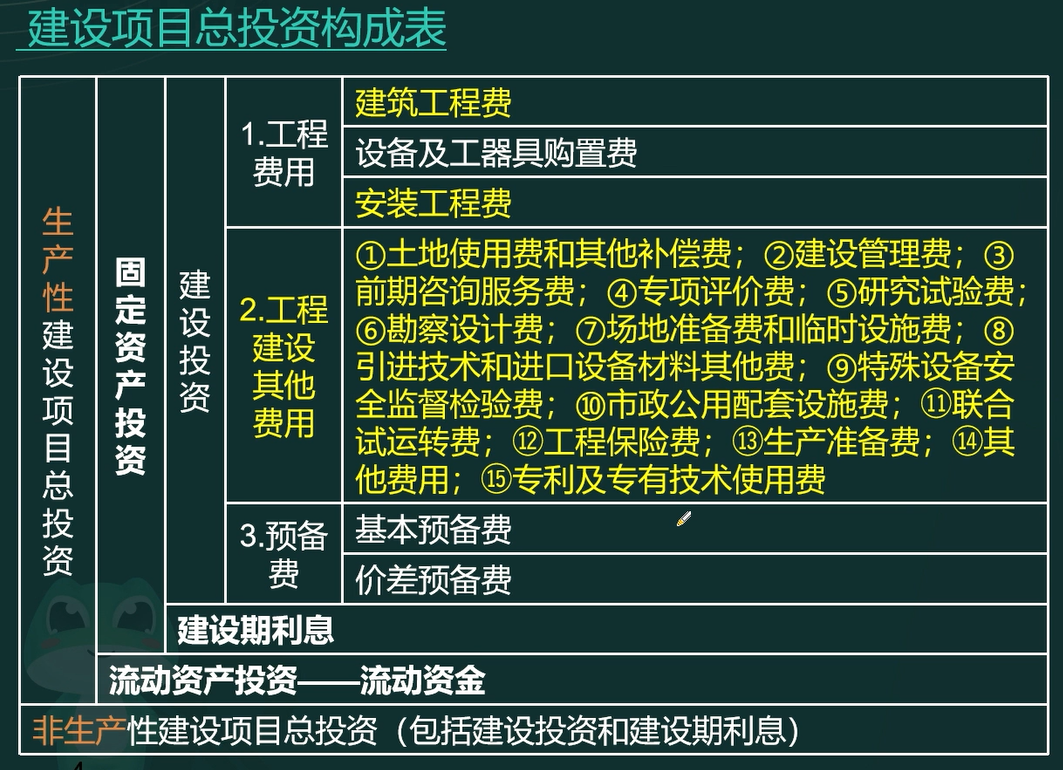 建设项目总投资构成表
生产性建设项目总投资
固定资产投资
建设投资
1.工程
费用
建筑工程费
设备及工器具购置费
安装工程费
2.工程
建设
其他
费用
①土地使用费和其他补偿费；②建设管理费；③
前期咨询服务费；④专项评价费；⑤研究试验费；
⑥勘察设计费；⑦场地准备费和临时设施费；⑧
引进技术和进口设备材料其他费；⑨特殊设备安
全监督检验费；⑩市政公用配套设施费；⑪联合
试运转费；⑫工程保险费；⑬生产准备费；⑭其
他费用；⑮专利及专有技术使用费
3.预备
费
基本预备费
价差预备费
建设期利息
流动资产投资——流动资金
非生产性建设项目总投资（包括建设投资和建设期利息）